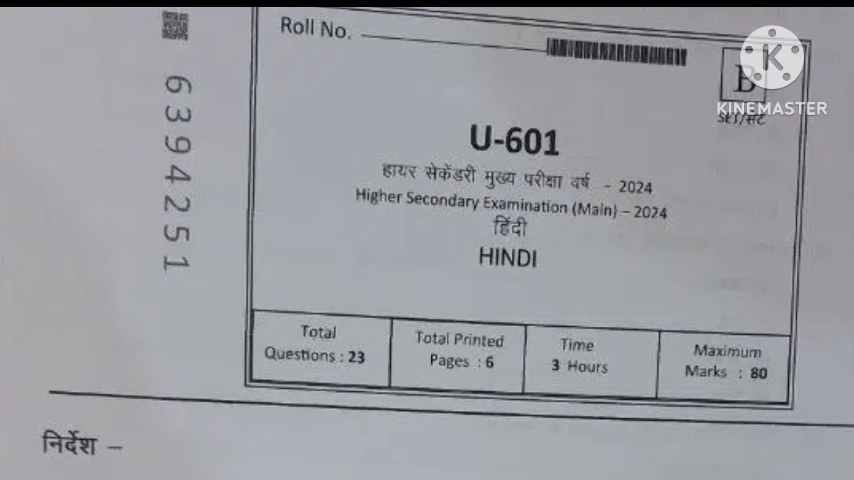 Roll No.
6394251
B
SET/सेट
K
KINEMASTER
U-601
हायर सेकेंडरी मुख्य परीक्षा वर्ष - 2024
Higher Secondary Examination (Main) – 2024
हिंदी
HINDI
Total Questions : 23
Total Printed Pages : 6
Time 3 Hours
Maximum Marks : 80
निर्देश –